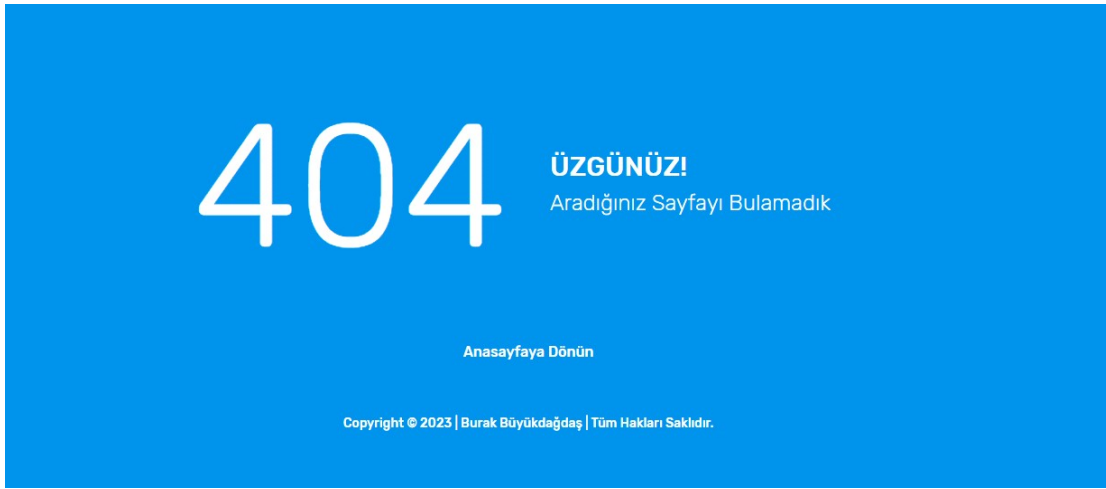 404
ÜZGÜNÜZ!
Aradığınız Sayfayı Bulamadık
Anasayfaya Dönün
Copyright © 2023 | Burak Büyükdağdaş | Tüm Hakları Saklıdır.